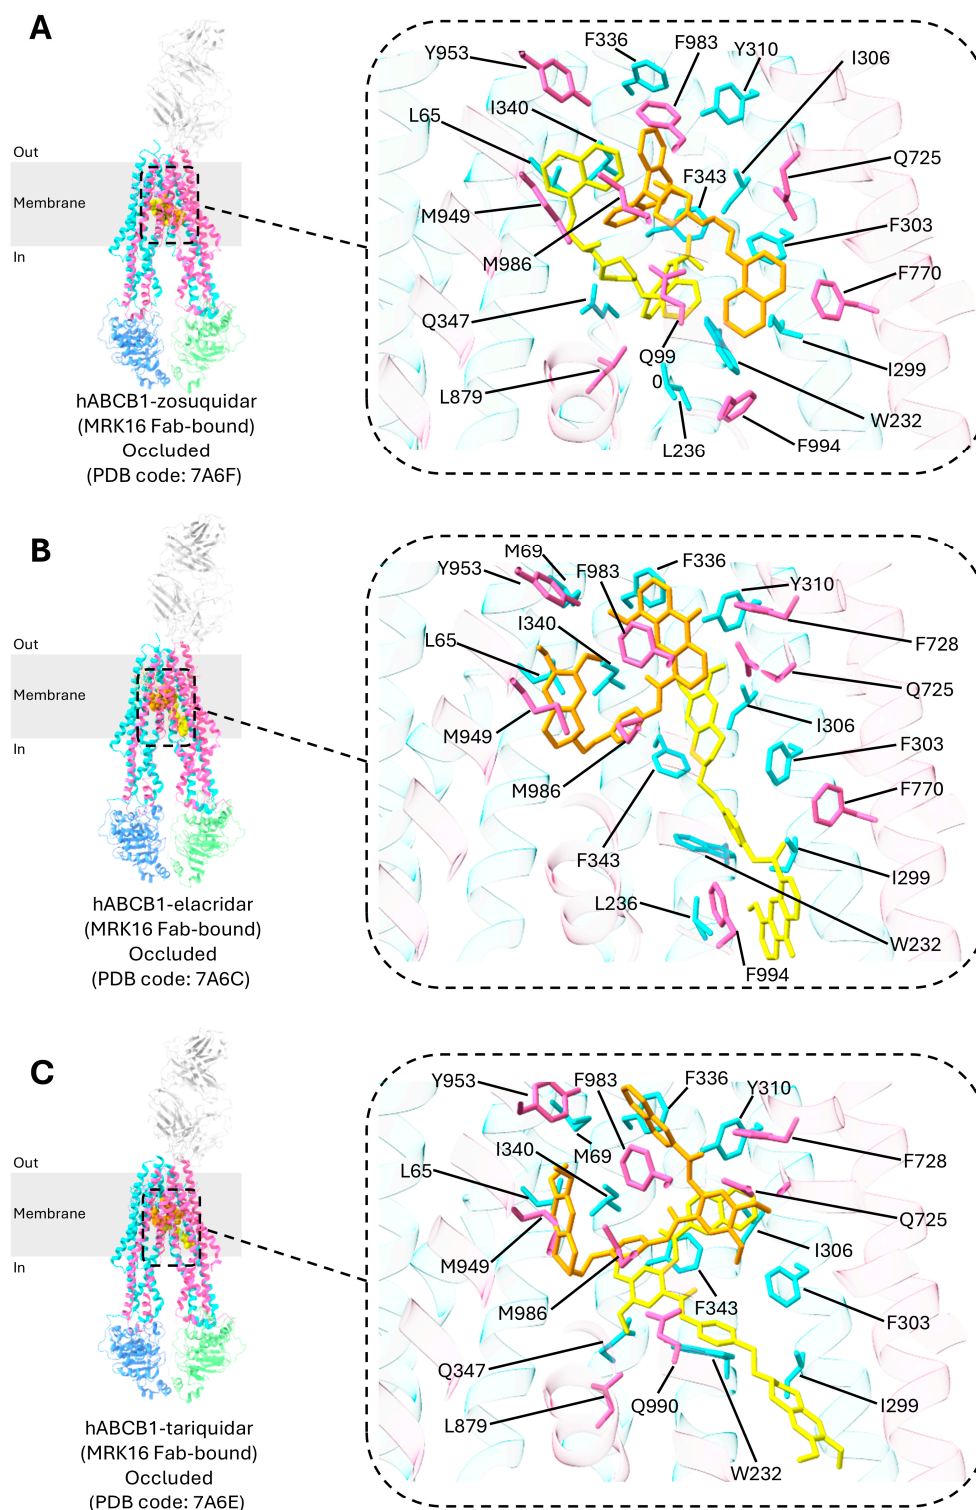 A
Y953
F336
F983
Y310
I306
L65
I340
Out
Membrane
In
F343
Q725
M949
M986
F303
F770
Q347
Q99
0
I299
L879
W232
L236
F994
hABCB1-zosuquidar
(MRK16 Fab-bound)
Occluded
(PDB code: 7A6F)
B
M69
Y953
F983
F336
Y310
L65
I340
F728
Out
Membrane
In
Q725
M949
I306
F303
M986
F770
F343
I299
L236
W232
F994
hABCB1-elacridar
(MRK16 Fab-bound)
Occluded
(PDB code: 7A6C)
C
Y953
F983
F336
Y310
I340
M69
L65
F728
Out
Membrane
In
Q725
M949
I306
M986
F343
F303
Q347
Q990
I299
L879
W232
hABCB1-tariquidar
(MRK16 Fab-bound)
Occluded
(PDB code: 7A6E)